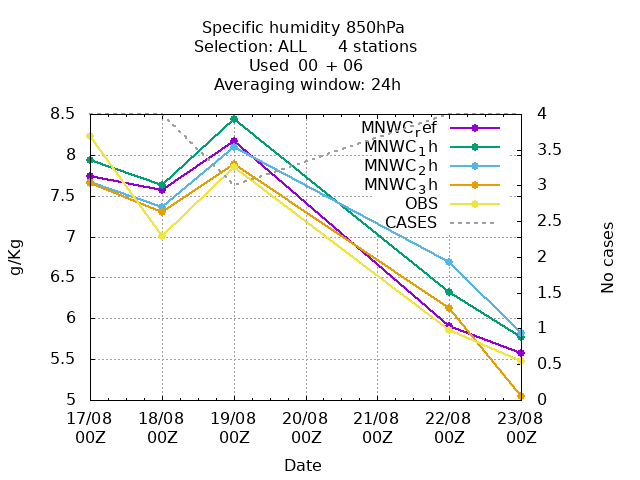 Specific humidity 850hPa
Selection: ALL      4 stations
Used  00 + 06
Averaging window: 24h
8.5
8
7.5
7
6.5
6
5.5
5
g/Kg
4
3.5
3
2.5
2
1.5
1
0.5
0
No cases
MNWC_ref
MNWC_1h
MNWC_2h
MNWC_3h
OBS
CASES
17/08 18/08 19/08 20/08 21/08 22/08 23/08
00Z 00Z 00Z 00Z 00Z 00Z 00Z
Date